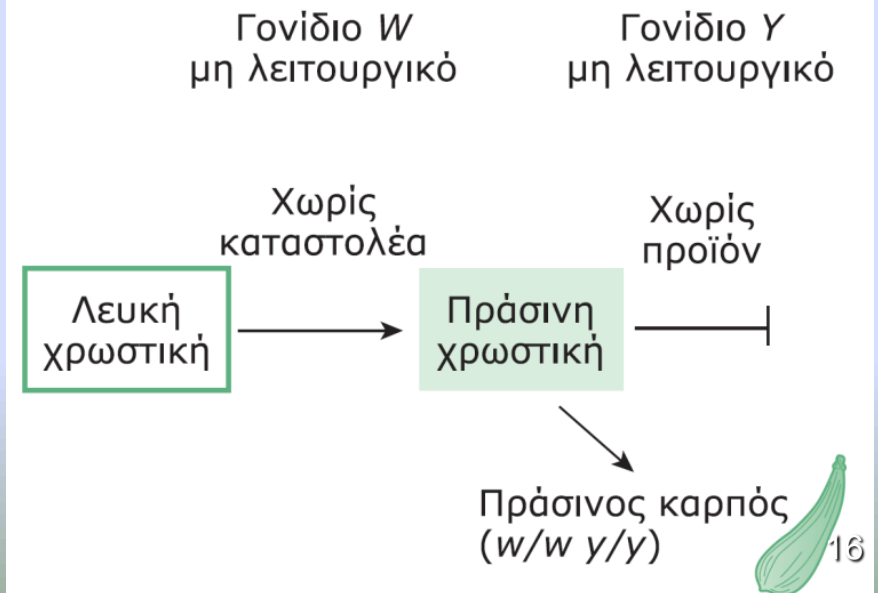 Γονίδιο W
μη λειτουργικό
Γονίδιο Y
μη λειτουργικό
Χωρίς
καταστολέα
Χωρίς
προϊόν
Λευκή
χρωστική
Πράσινη
χρωστική
Πράσινος καρπός
(w/w y/y)
16